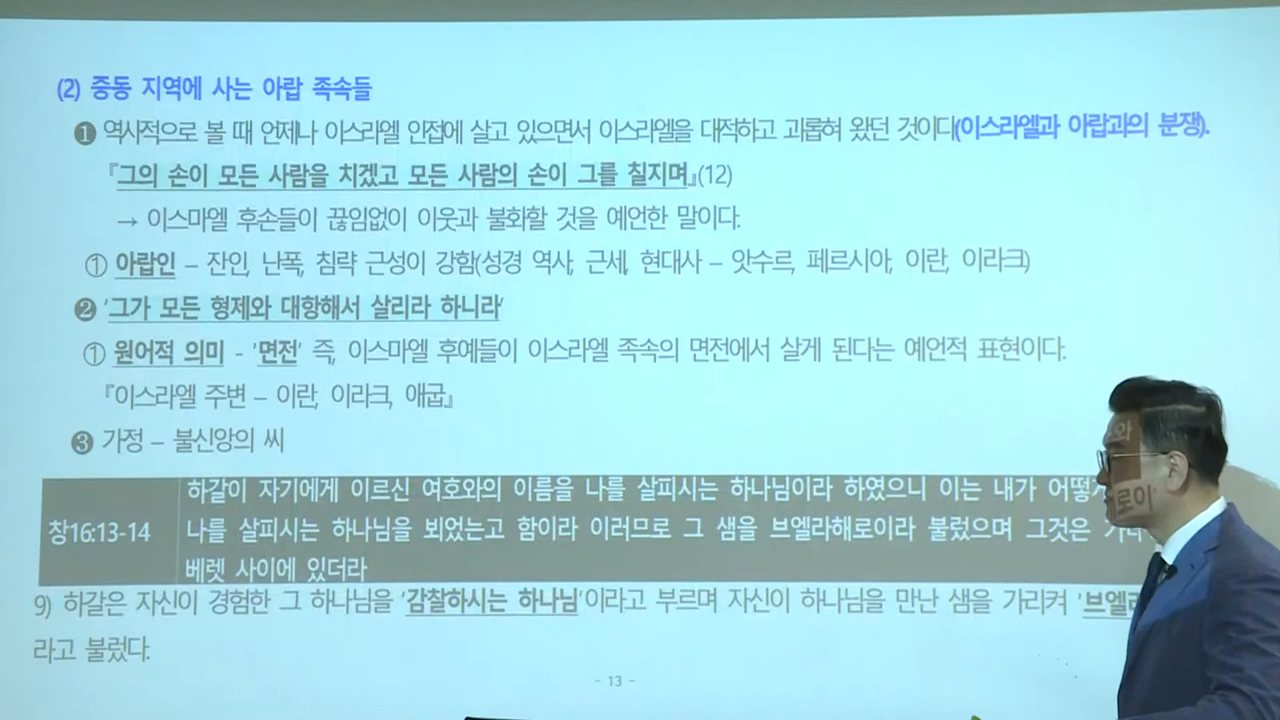 (2) 중동 지역에 사는 아랍 족속들
❶ 역사적으로 볼 때 언제나 이스라엘 인접에 살고 있으면서 이스라엘을 대적하고 괴롭혀 왔던 것이다(이스라엘과 아랍과의 분쟁).
『그의 손이 모든 사람을 치겠고 모든 사람의 손이 그를 칠지며』(12)
→ 이스마엘 후손들이 끊임없이 이웃과 불화할 것을 예언한 말이다.
① 아랍인 – 잔인, 난폭, 침략 근성이 강함(성경 역사, 근세, 현대사 – 앗수르, 페르시아, 이란, 이라크)
❷ '그가 모든 형제와 대항해서 살리라 하니라'
① 원어적 의미 - '면전' 즉, 이스마엘 후예들이 이스라엘 족속의 면전에서 살게 된다는 예언적 표현이다.
『이스라엘 주변 – 이란, 이라크, 애굽』
❸ 가정 – 불신앙의 씨
창16:13-14
하갈이 자기에게 이르신 여호와의 이름을 나를 살피시는 하나님이라 하였으니 이는 내가
나를 살피시는 하나님을 뵈었는고 함이라 이러므로 그 샘을 브엘라해로이라 불렀으며 그것은
베렛 사이에 있더라
9) 하갈은 자신이 경험한 그 하나님을 '감찰하시는 하나님'이라고 부르며 자신이 하나님을 만난 샘을 가리켜
라고 불렀다.
- 13 -